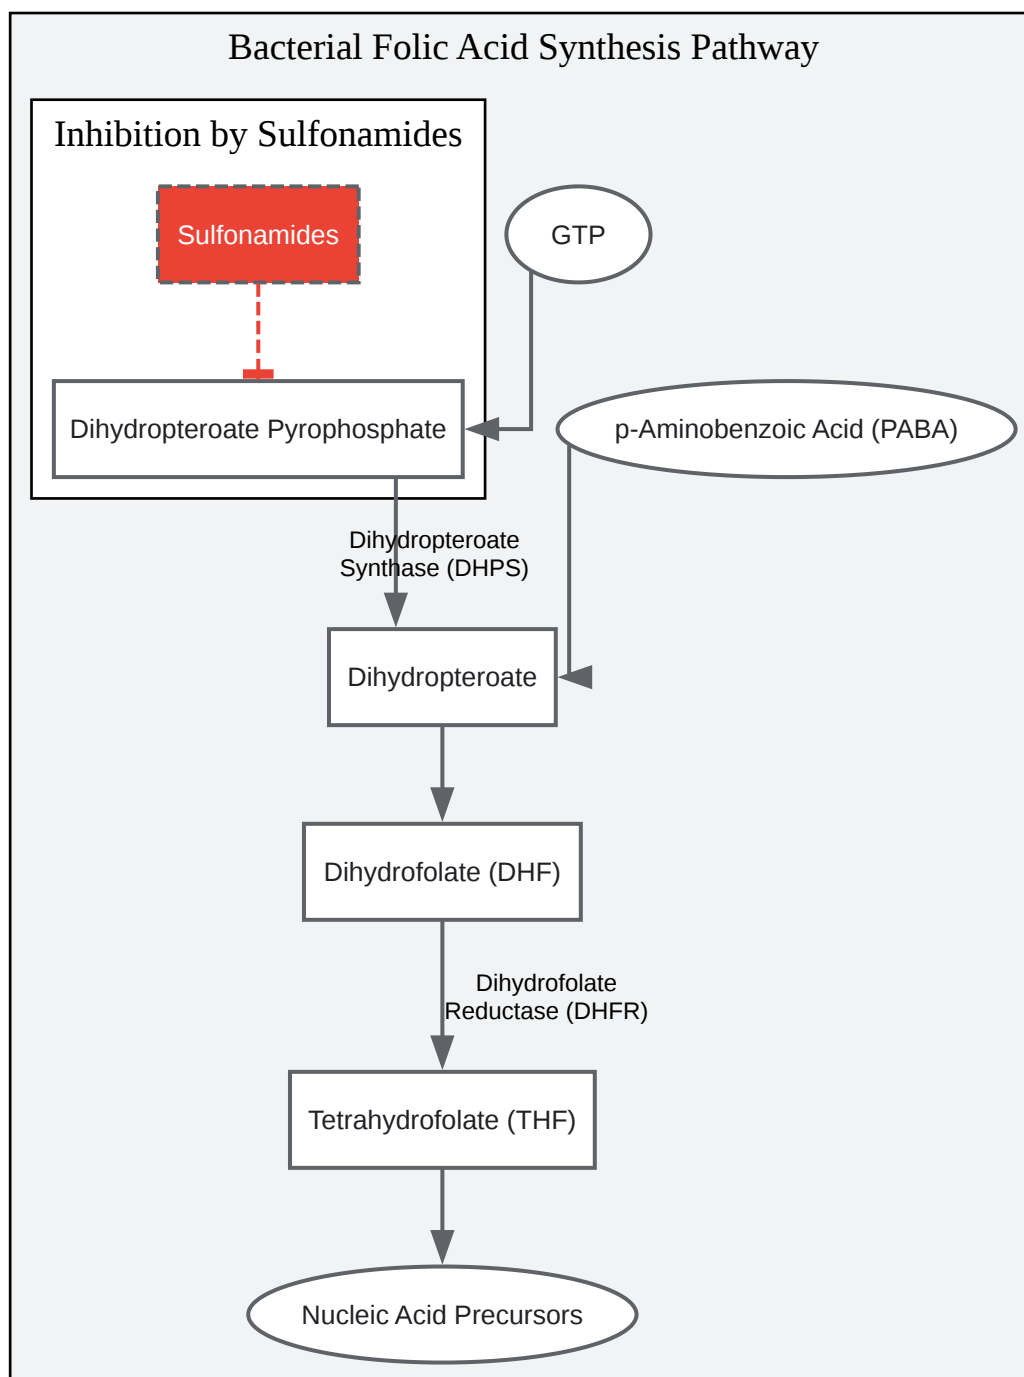 Bacterial Folic Acid Synthesis Pathway
Inhibition by Sulfonamides
Sulfonamides
GTP
Dihydropteroate Pyrophosphate
p-Aminobenzoic Acid (PABA)
Dihydropteroate
Synthase (DHPS)
Dihydropteroate
Dihydrofolate (DHF)
Dihydrofolate
Reductase (DHFR)
Tetrahydrofolate (THF)
Nucleic Acid Precursors